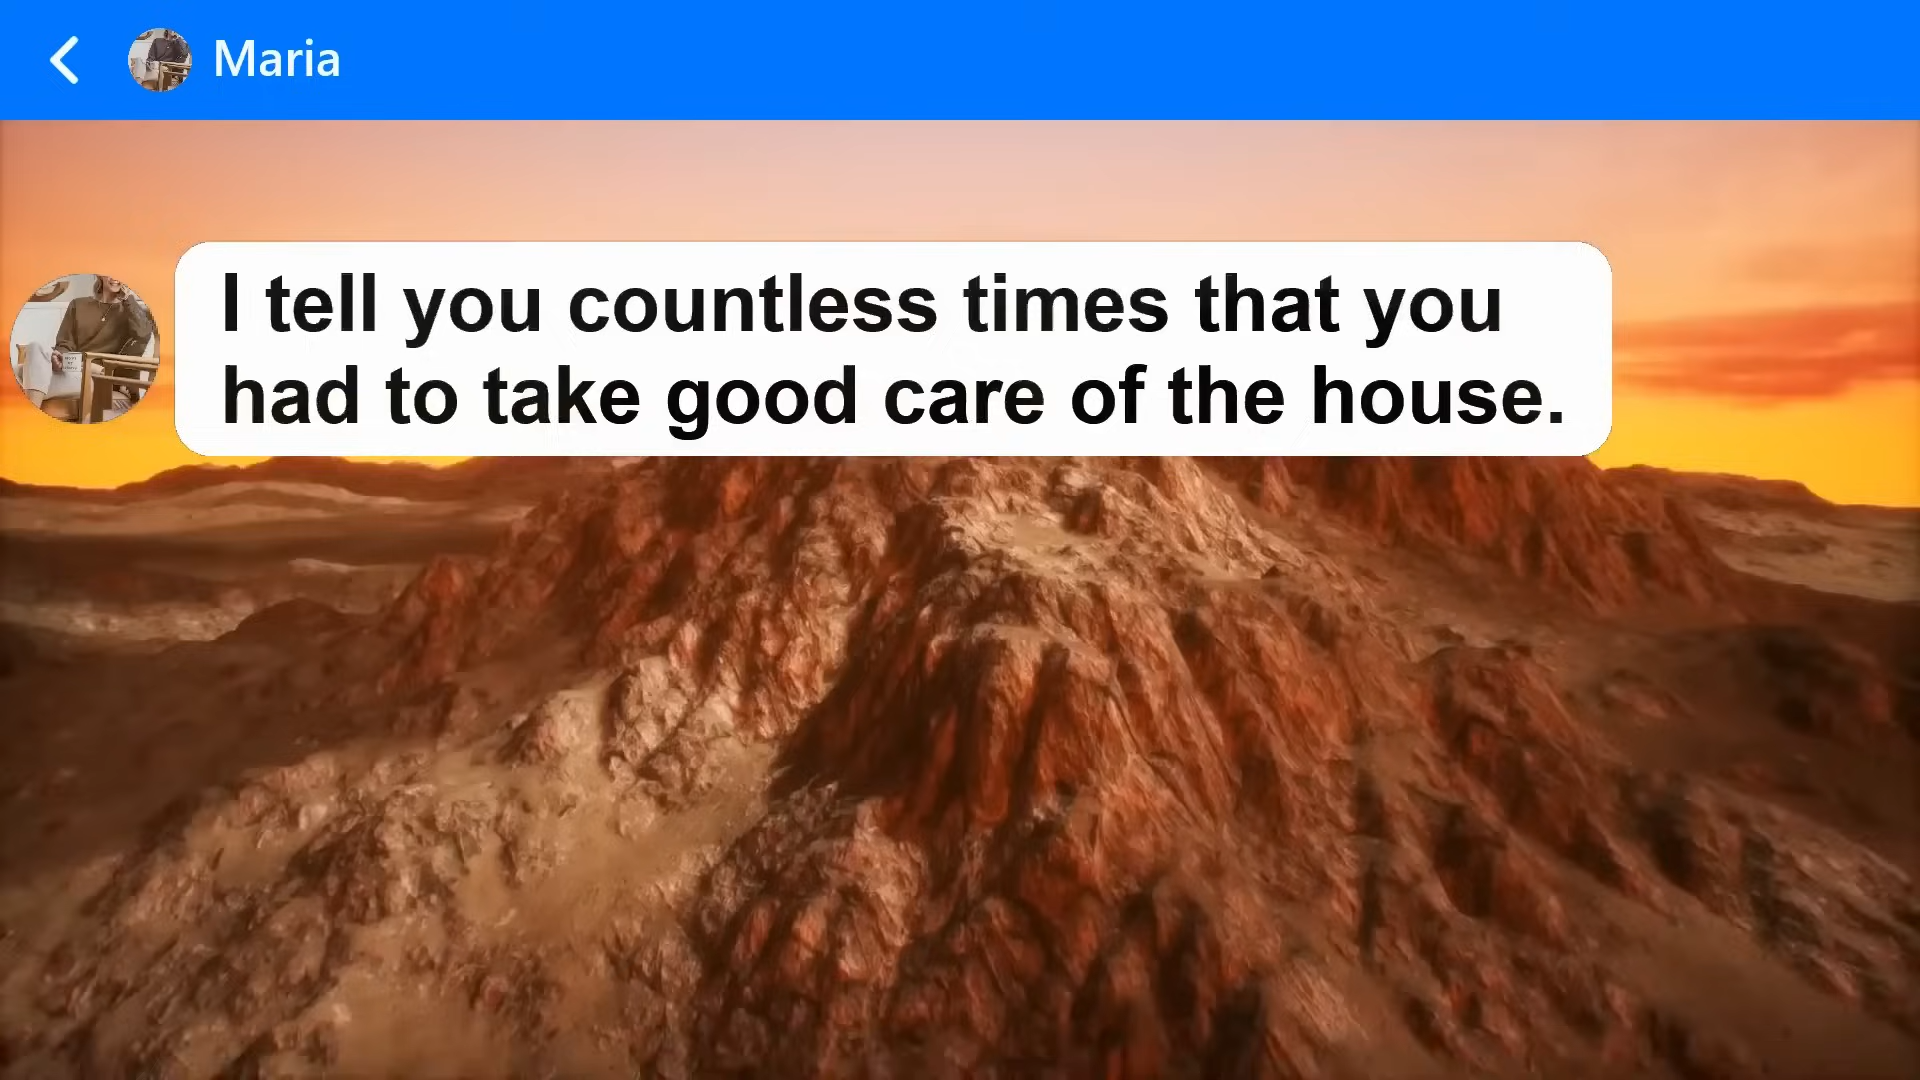 Maria
I tell you countless times that you
had to take good care of the house.